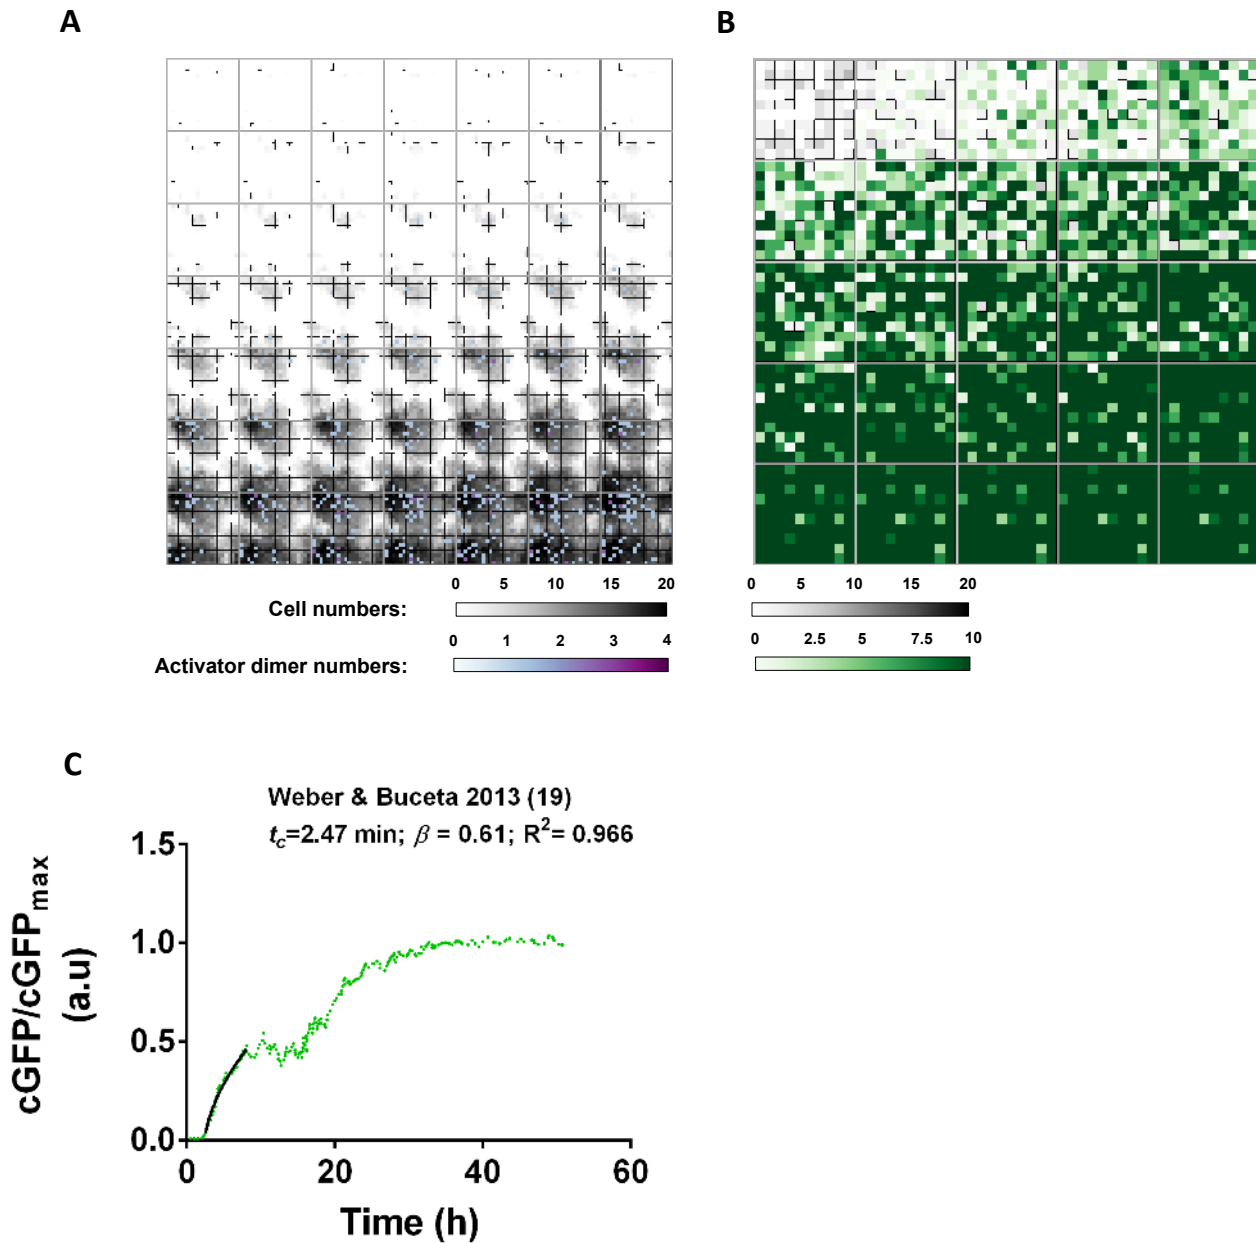 A
B
0 5 10 15 20
Cell numbers:
0 1 2 3 4
Activator dimer numbers:
0 5 10 15 20
0 2.5 5 7.5 10
C
Weber & Buceta 2013 (19)
t_c=2.47 min; β = 0.61; R²= 0.966
cGFP/cGFP_max
(a.u)
1.5
1.0
0.5
0.0
0 20 40 60
Time (h)